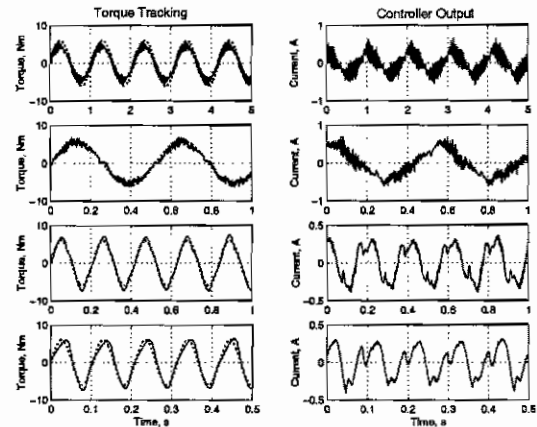 Torque Tracking
Controller Output
Torque, Nm
10
0
-10
0 1 2 3 4 5
Current, A
1
0
-1
0 1 2 3 4 5
Torque, Nm
10
0
-10
0 0.2 0.4 0.6 0.8 1
Current, A
1
0
-1
0 0.2 0.4 0.6 0.8 1
Torque, Nm
10
0
-10
0 0.2 0.4 0.6 0.8 1
Current, A
0.5
0
-0.5
0 0.2 0.4 0.6 0.8 1
Torque, Nm
10
0
-10
0 0.1 0.2 0.3 0.4 0.5
Time, s
Current, A
0.5
0
-0.5
0 0.1 0.2 0.3 0.4 0.5
Time, s